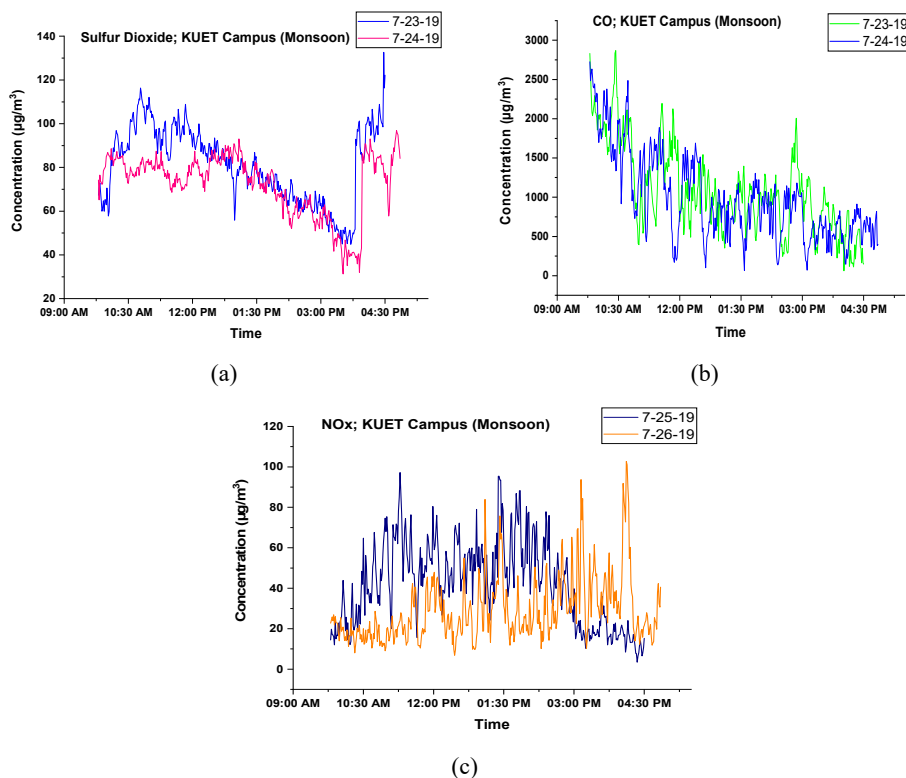 Sulfur Dioxide; KUET Campus (Monsoon)
7-23-19
7-24-19
140
120
100
80
60
40
20
Concentration (µg/m³)
09:00 AM 10:30 AM 12:00 PM 01:30 PM 03:00 PM 04:30 PM
Time
(a)
CO; KUET Campus (Monsoon)
7-23-19
7-24-19
3000
2500
2000
1500
1000
500
0
Concentration (µg/m³)
09:00 AM 10:30 AM 12:00 PM 01:30 PM 03:00 PM 04:30 PM
Time
(b)
NOx; KUET Campus (Monsoon)
7-25-19
7-26-19
120
100
80
60
40
20
0
Concentration (µg/m³)
09:00 AM 10:30 AM 12:00 PM 01:30 PM 03:00 PM 04:30 PM
Time
(c)